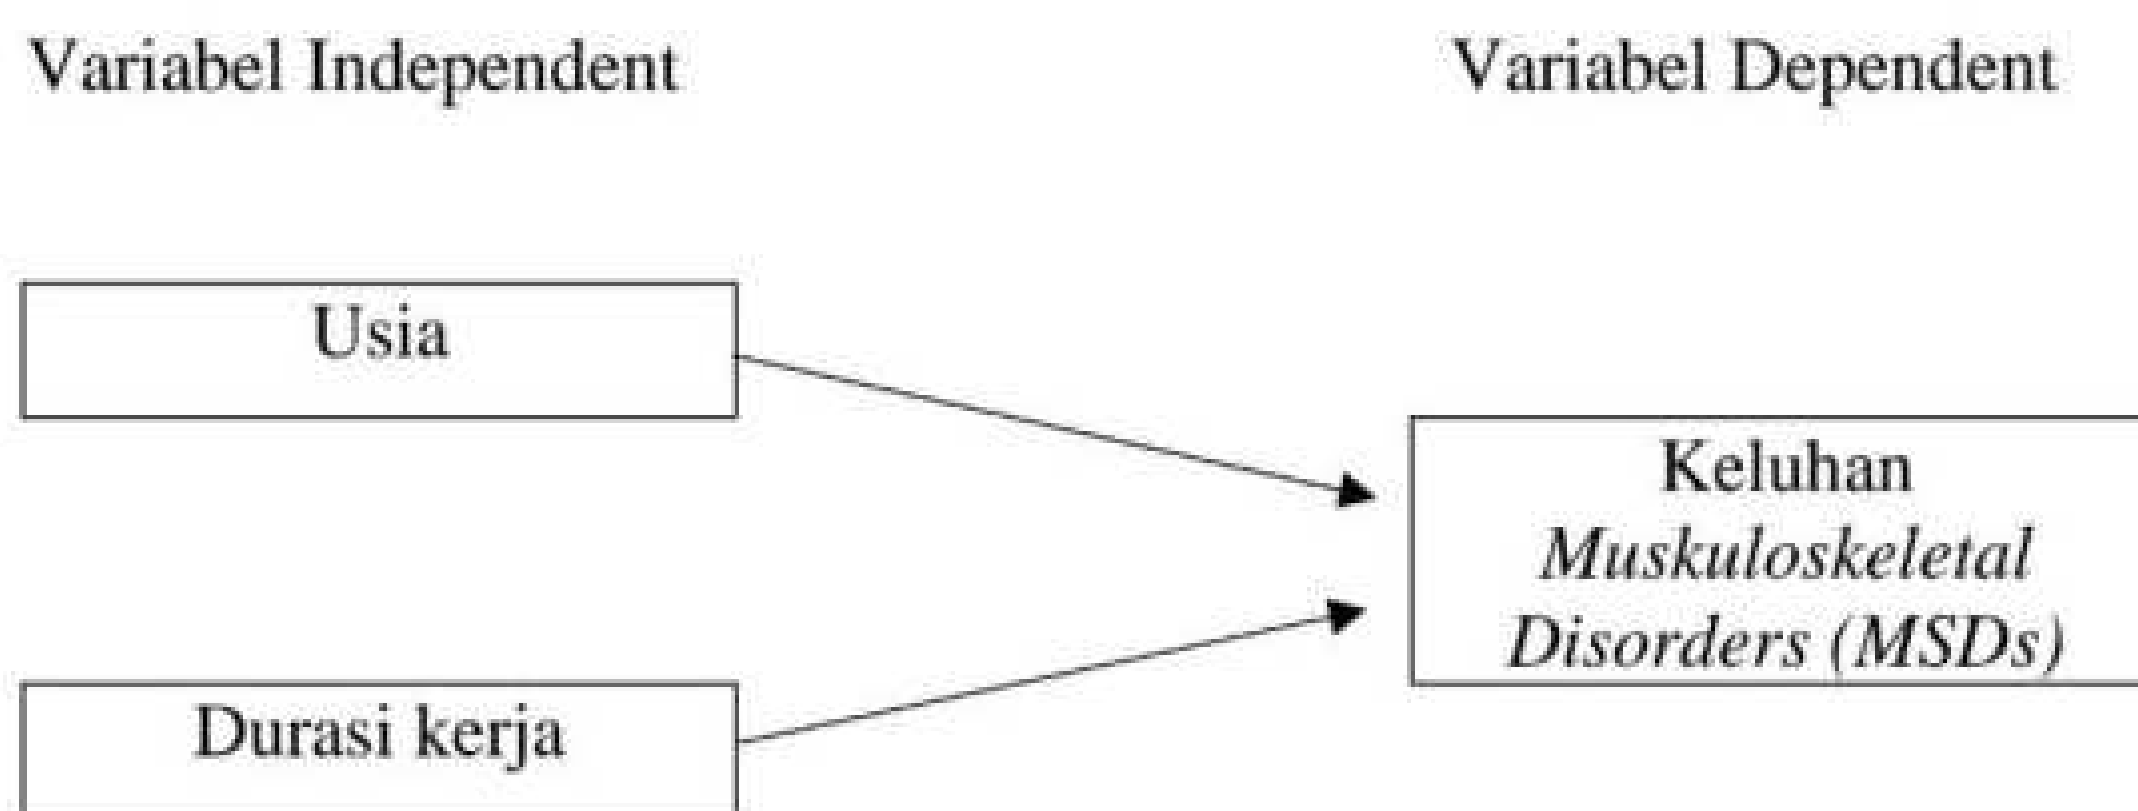 Variabel Independent
Variabel Dependent
Usia
Keluhan
Muskuloskeletal
Disorders (MSDs)
Durasi kerja